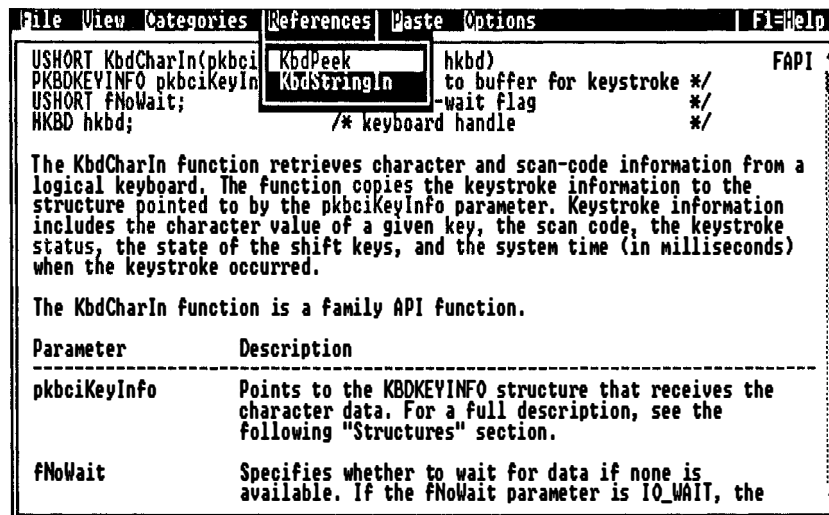 File View Categories References Paste Options F1=Help
USHORT KbdCharIn(pkbci hkbd) FAPI
KbdPeek
PKBDKEYINFO pkbciKeyIn to buffer for keystroke */
KbdStringIn
USHORT fNoWait; -wait flag */
HKBD hkbd; /* keyboard handle */
The KbdCharIn function retrieves character and scan-code information from a
logical keyboard. The function copies the keystroke information to the
structure pointed to by the pkbciKeyInfo parameter. Keystroke information
includes the character value of a given key, the scan code, the keystroke
status, the state of the shift keys, and the system time (in milliseconds)
when the keystroke occurred.
The KbdCharIn function is a family API function.
Parameter Description
pkbciKeyInfo Points to the KBDKEYINFO structure that receives the
character data. For a full description, see the
following "Structures" section.
fNoWait Specifies whether to wait for data if none is
available. If the fNoWait parameter is IO_WAIT, the